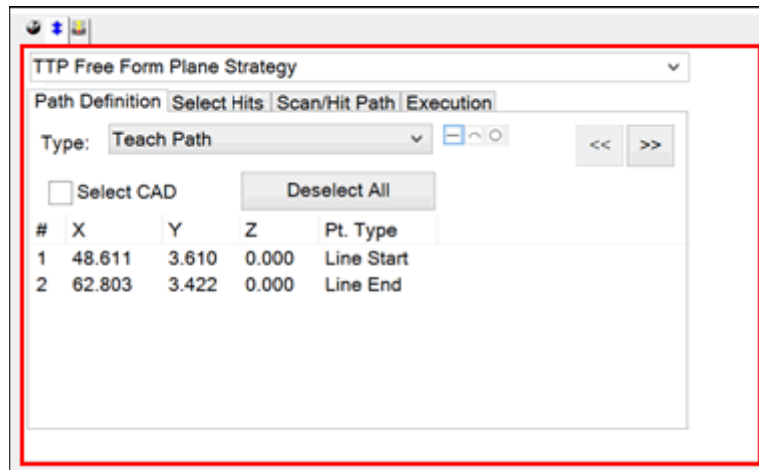 TTP Free Form Plane Strategy
Path Definition Select Hits Scan/Hit Path Execution
Type: Teach Path << >>
Select CAD Deselect All
# X Y Z Pt. Type
1 48.611 3.610 0.000 Line Start
2 62.803 3.422 0.000 Line End